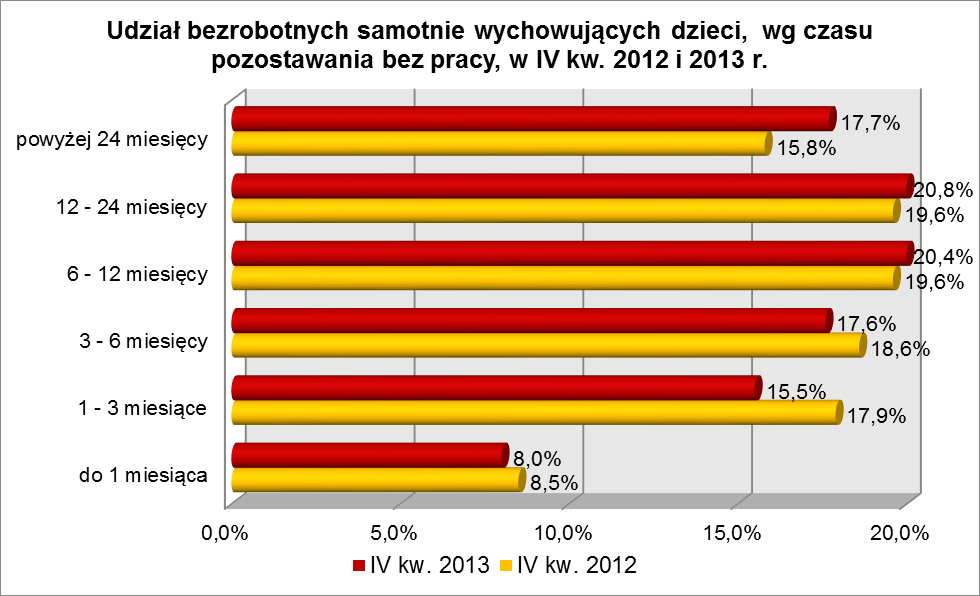 Udział bezrobotnych samotnie wychowujących dzieci, wg czasu
pozostawania bez pracy, w IV kw. 2012 i 2013 r.
powyżej 24 miesięcy
17,7%
15,8%
12 - 24 miesięcy
20,8%
19,6%
6 - 12 miesięcy
20,4%
19,6%
3 - 6 miesięcy
17,6%
18,6%
1 - 3 miesiące
15,5%
17,9%
do 1 miesiąca
8,0%
8,5%
0,0% 5,0% 10,0% 15,0% 20,0%
IV kw. 2013 IV kw. 2012